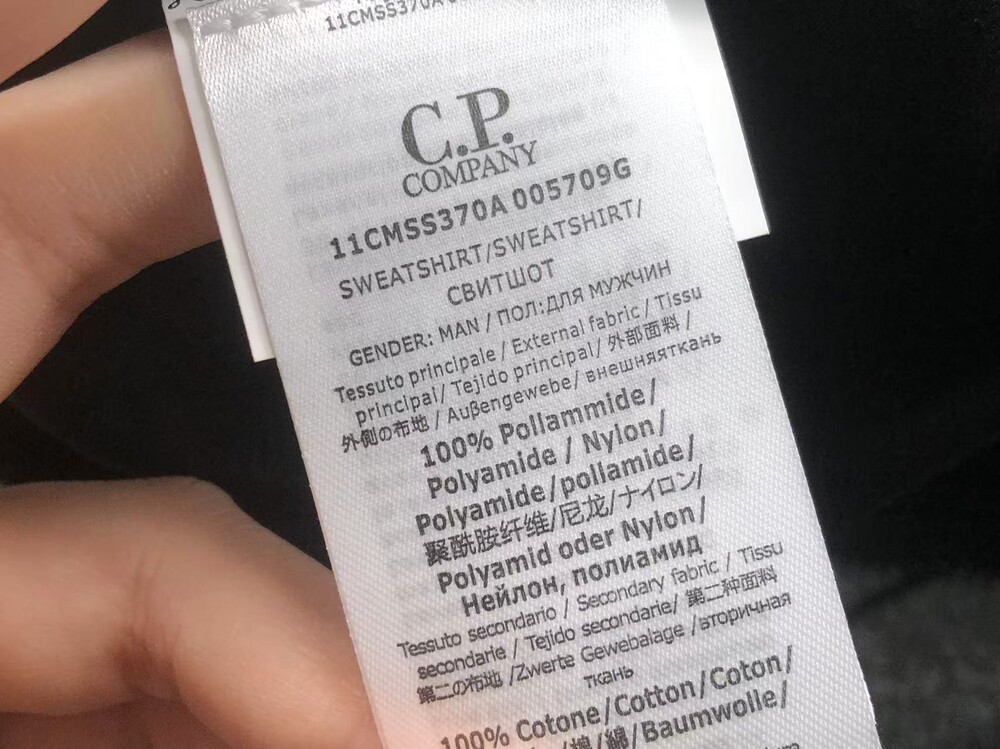 11CMSS370A
C.P.
COMPANY
11CMSS370A 005709G
SWEATSHIRT/SWEATSHIRT/
СВИТШОТ
GENDER: MAN / ПОЛ:ДЛЯ МУЖЧИН
Tessuto principale / External fabric / Tissu
principal/ Tejido principal/ 外部面料 /
外側の布地 / Außengewebe/ внешняяткань
100% Pollammide/
Polyamide / Nylon/
Polyamide/pollamide/
聚酰胺纤维/尼龙/ナイロン/
Polyamid oder Nylon/
Нейлон, полиамид
Tessuto secondario / Secondary fabric / Tissu
secondarie / Tejido secondarie/ 第二种面料
第二の布地 /Zwerte Gewebalage /вторичная
ткань
100% Cotone/Cotton/Coton/
/棉/綿/Baumwolle/